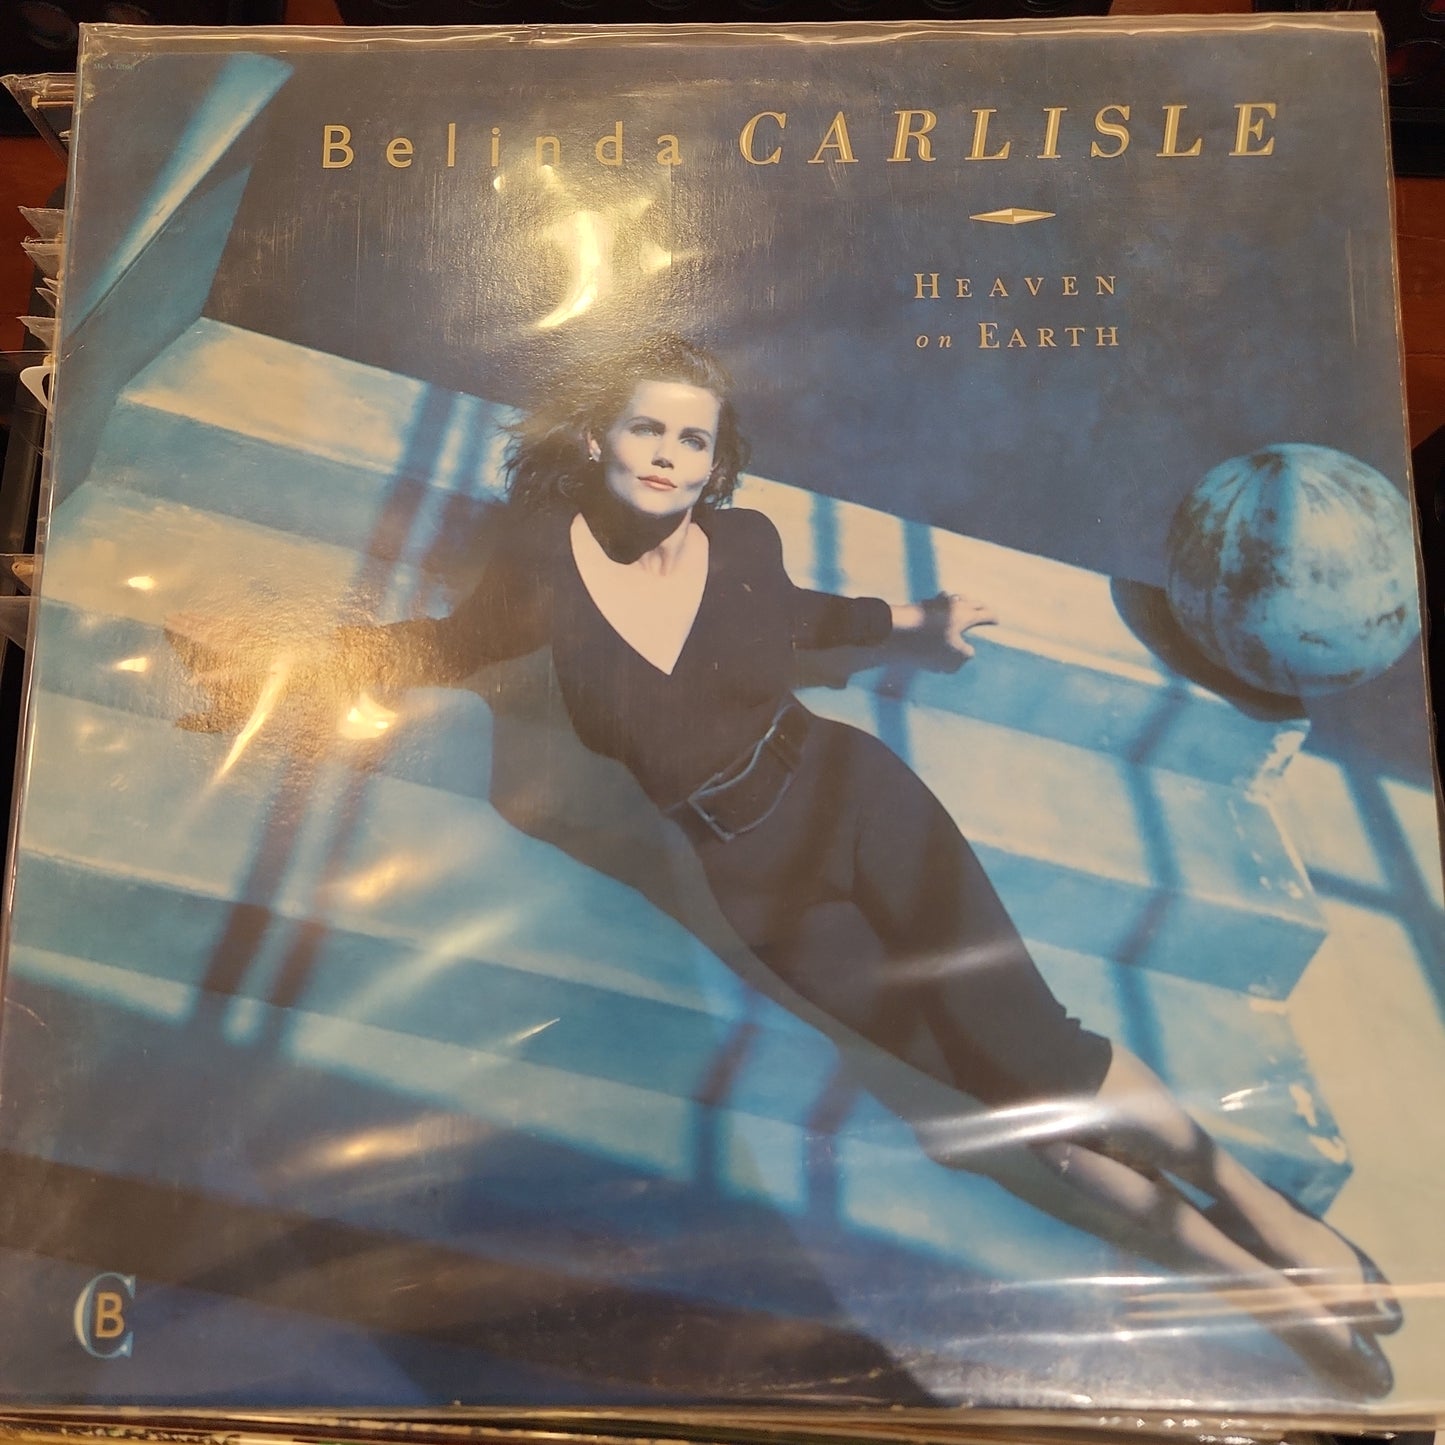 Belinda CARLISLE
HEAVEN
on EARTH
CB